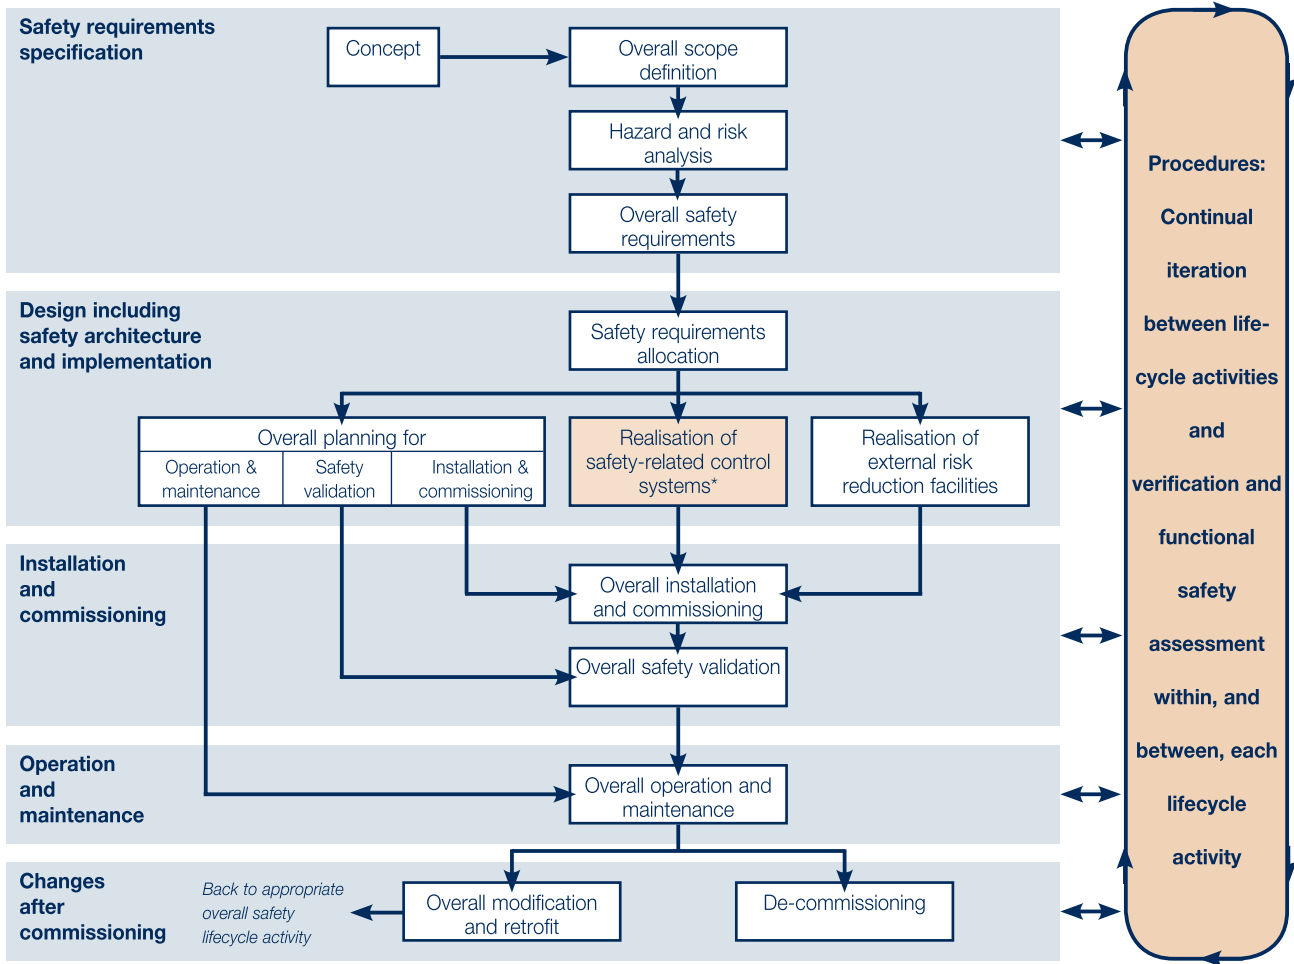 Safety requirements
specification
Concept
Overall scope
definition
Hazard and risk
analysis
Overall safety
requirements
Design including
safety architecture
and implementation
Safety requirements
allocation
Overall planning for
Operation &
maintenance
Safety
validation
Installation &
commissioning
Realisation of
safety-related control
systems*
Realisation of
external risk
reduction facilities
Installation
and
commissioning
Overall installation
and commissioning
Overall safety validation
Operation
and
maintenance
Overall operation and
maintenance
Changes
after
commissioning
Back to appropriate
overall safety
lifecycle activity
Overall modification
and retrofit
De-commissioning
Procedures:
Continual
iteration
between life-
cycle activities
and
verification and
functional
safety
assessment
within, and
between, each
lifecycle
activity